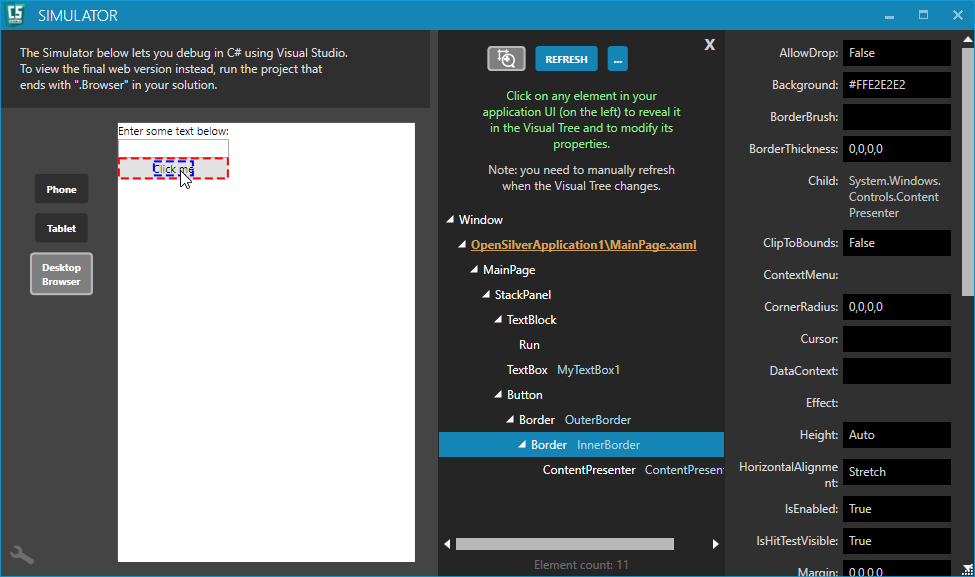 SIMULATOR
The Simulator below lets you debug in C# using Visual Studio.
To view the final web version instead, run the project that
ends with ".Browser" in your solution.
Phone
Tablet
Desktop
Browser
Enter some text below:
Click me
X
REFRESH
...
Click on any element in your
application UI (on the left) to reveal it
in the Visual Tree and to modify its
properties.
Note: you need to manually refresh
when the Visual Tree changes.
Window
OpenSilverApplication1\MainPage.xaml
MainPage
StackPanel
TextBlock
Run
TextBox MyTextBox1
Button
Border OuterBorder
Border InnerBorder
ContentPresenter ContentPresen
Element count: 11
AllowDrop: False
Background: #FFE2E2E2
BorderBrush:
BorderThickness: 0,0,0,0
Child: System.Windows.
Controls.Content
Presenter
ClipToBounds: False
ContextMenu:
CornerRadius: 0,0,0,0
Cursor:
DataContext:
Effect:
Height: Auto
HorizontalAlignme
nt: Stretch
IsEnabled: True
IsHitTestVisible: True
Margin: 0,0,0,0